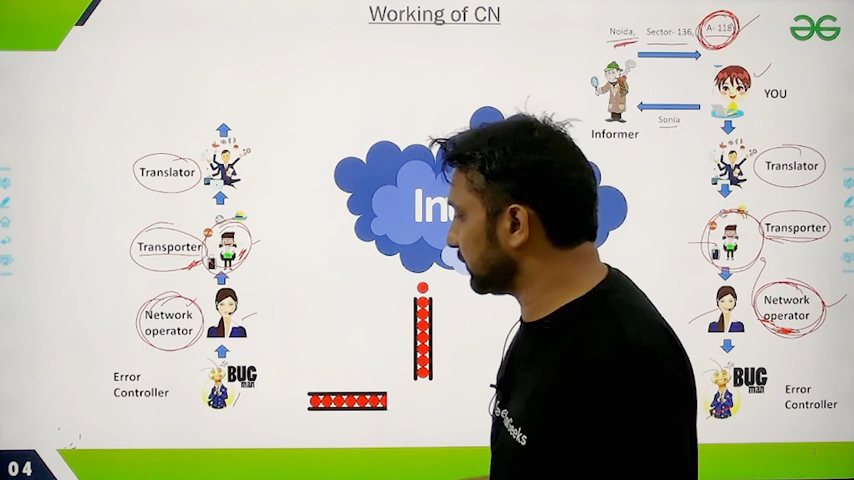 Working of CN
Noida, Sector- 136, A- 118
YOU
Sonia
Informer
Translator
Transporter
Network
operator
BUG
man
Error
Controller
In
Translator
Transporter
Network
operator
BUG
man
Error
Controller
04